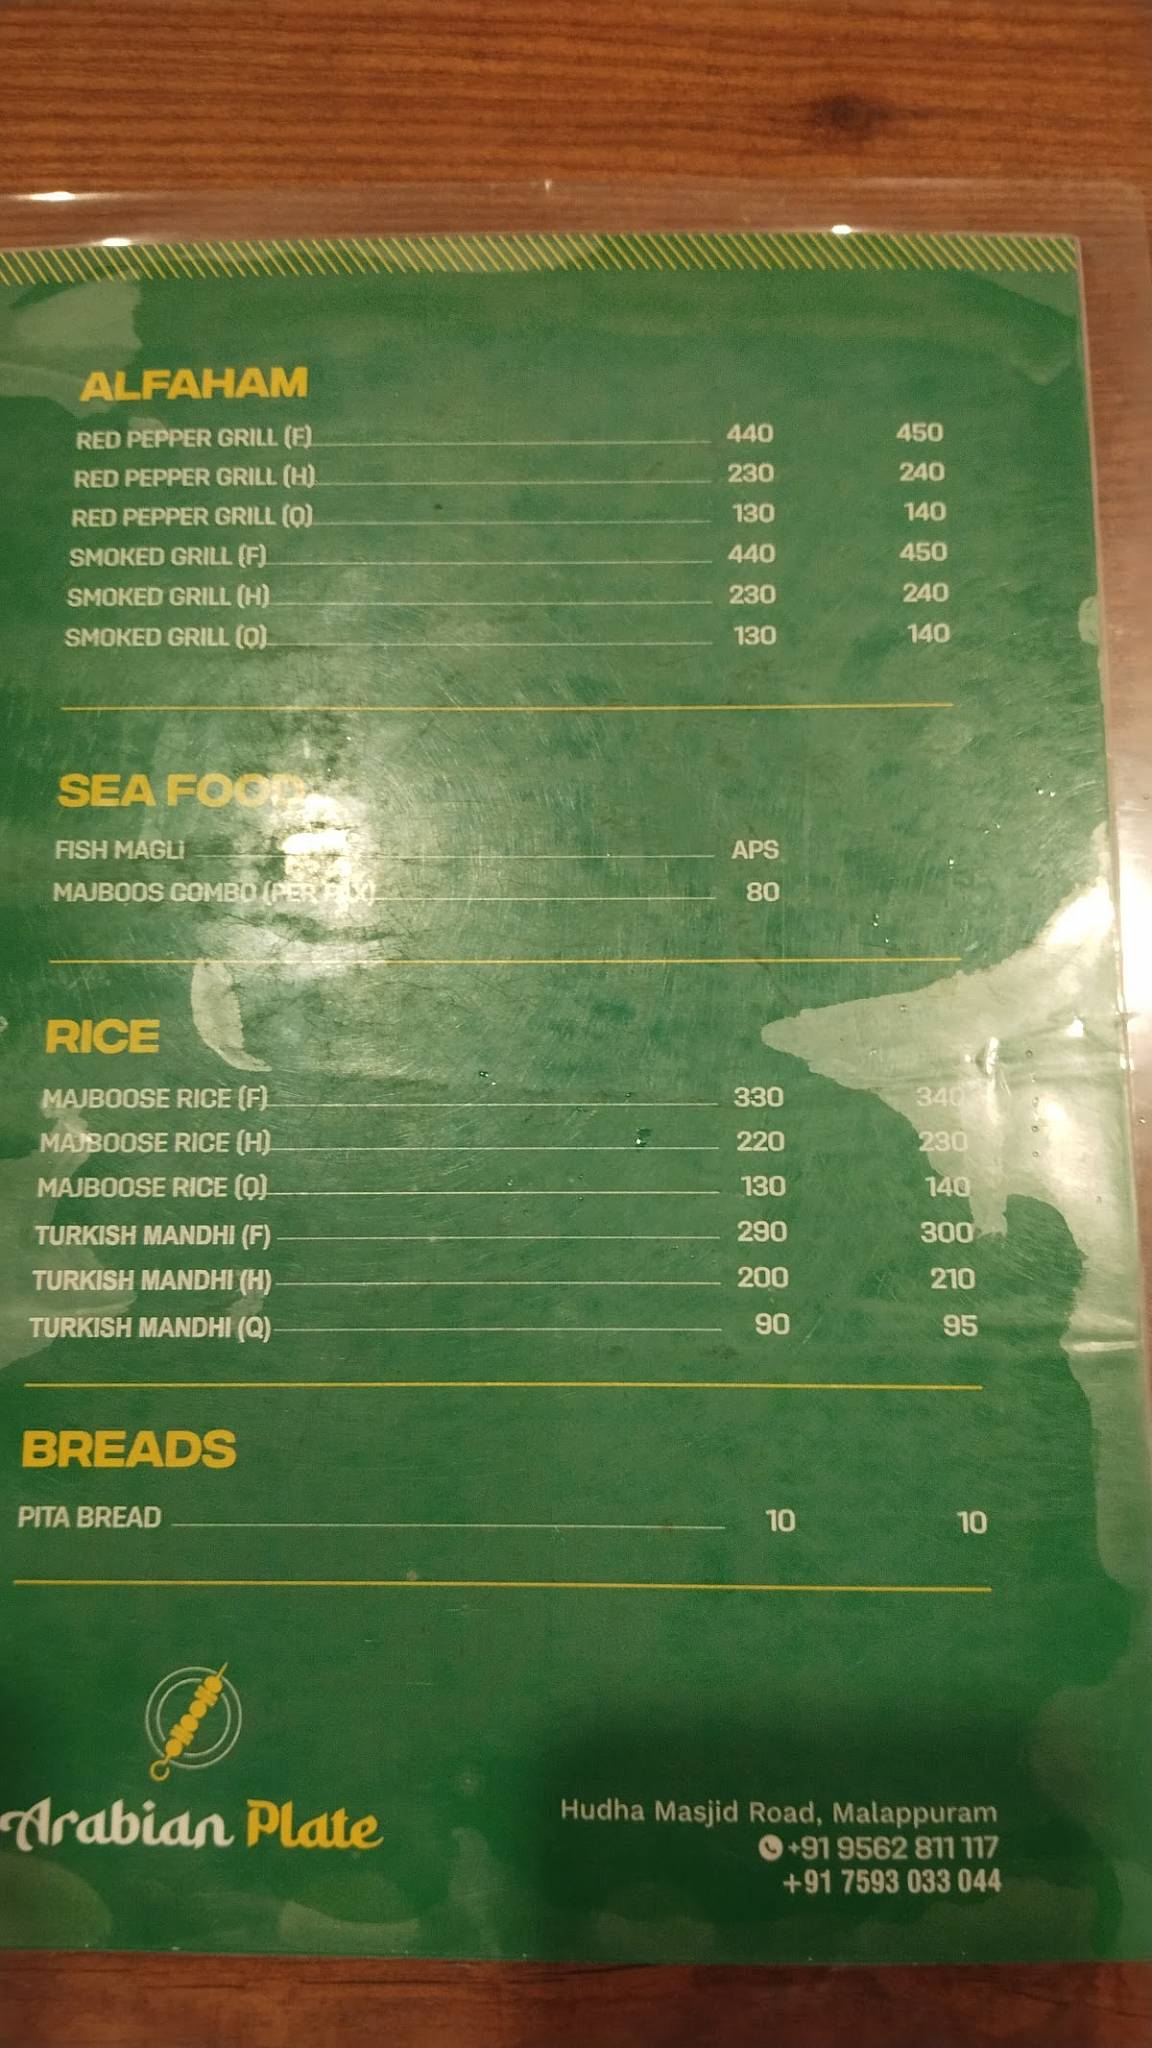 ALFAHAM
RED PEPPER GRILL (F) 440 450
RED PEPPER GRILL (H) 230 240
RED PEPPER GRILL (Q) 130 140
SMOKED GRILL (F) 440 450
SMOKED GRILL (H) 230 240
SMOKED GRILL (Q) 130 140
SEA FOOD
FISH MAGLI APS
MAJBOOS COMBO (PER PAX) 80
RICE
MAJBOOSE RICE (F) 330 340
MAJBOOSE RICE (H) 220 230
MAJBOOSE RICE (Q) 130 140
TURKISH MANDHI (F) 290 300
TURKISH MANDHI (H) 200 210
TURKISH MANDHI (Q) 90 95
BREADS
PITA BREAD 10 10
Arabian Plate
Hudha Masjid Road, Malappuram
+91 9562 811 117
+91 7593 033 044